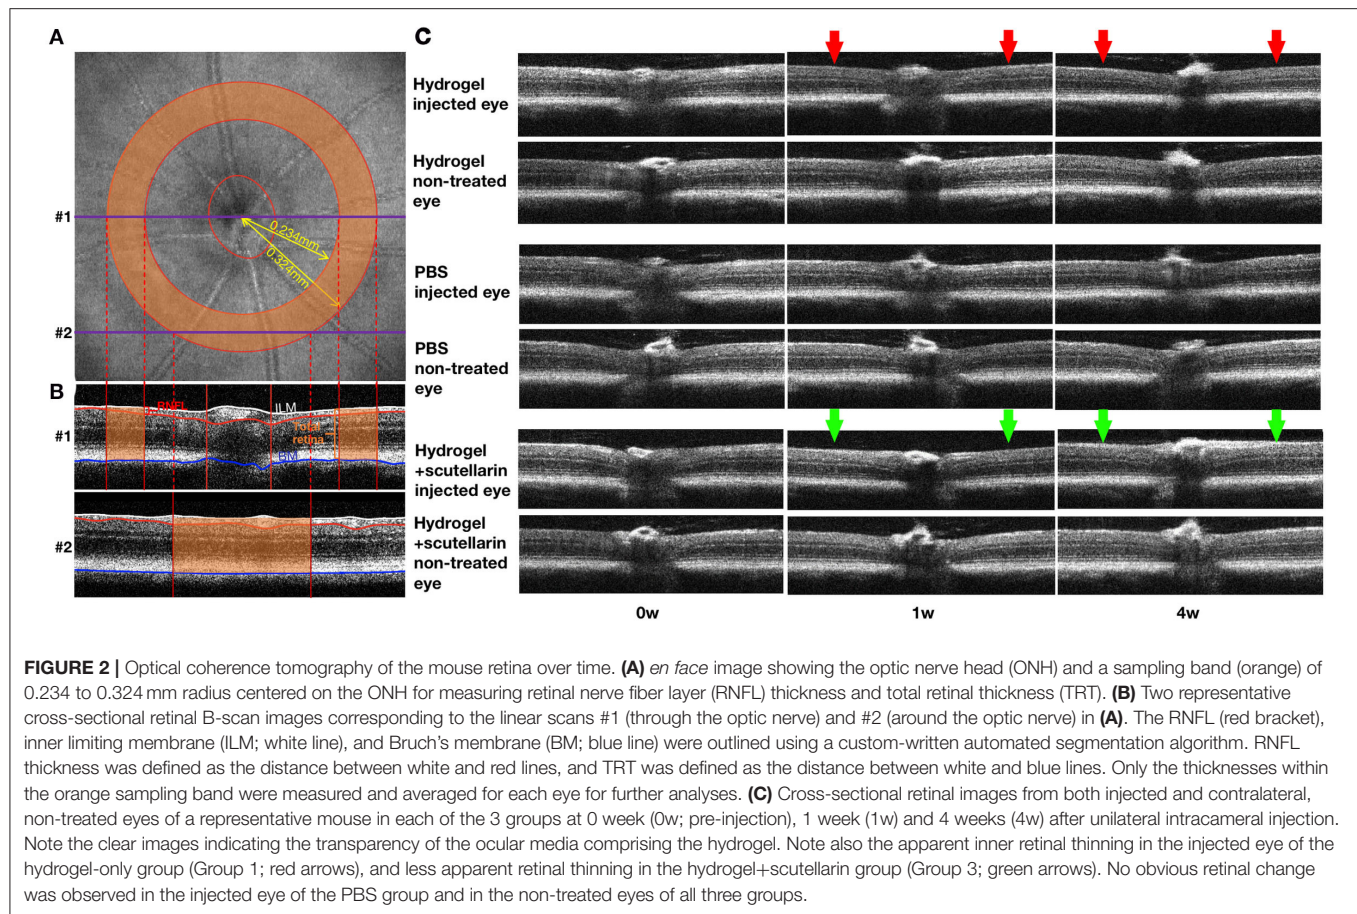 A
#1
#2
0.234mm
0.324mm
B
#1
#2
RNFL
ILM
Total
retina
BM
C
Hydrogel
injected eye
Hydrogel
non-treated
eye
PBS
injected eye
PBS
non-treated
eye
Hydrogel
+scutellarin
injected eye
Hydrogel
+scutellarin
non-treated
eye
0w
1w
4w
FIGURE 2 | Optical coherence tomography of the mouse retina over time. (A) en face image showing the optic nerve head (ONH) and a sampling band (orange) of
0.234 to 0.324 mm radius centered on the ONH for measuring retinal nerve fiber layer (RNFL) thickness and total retinal thickness (TRT). (B) Two representative
cross-sectional retinal B-scan images corresponding to the linear scans #1 (through the optic nerve) and #2 (around the optic nerve) in (A). The RNFL (red bracket),
inner limiting membrane (ILM; white line), and Bruch's membrane (BM; blue line) were outlined using a custom-written automated segmentation algorithm. RNFL
thickness was defined as the distance between white and red lines, and TRT was defined as the distance between white and blue lines. Only the thicknesses within
the orange sampling band were measured and averaged for each eye for further analyses. (C) Cross-sectional retinal images from both injected and contralateral,
non-treated eyes of a representative mouse in each of the 3 groups at 0 week (0w; pre-injection), 1 week (1w) and 4 weeks (4w) after unilateral intracameral injection.
Note the clear images indicating the transparency of the ocular media comprising the hydrogel. Note also the apparent inner retinal thinning in the injected eye of the
hydrogel-only group (Group 1; red arrows), and less apparent retinal thinning in the hydrogel+scutellarin group (Group 3; green arrows). No obvious retinal change
was observed in the injected eye of the PBS group and in the non-treated eyes of all three groups.